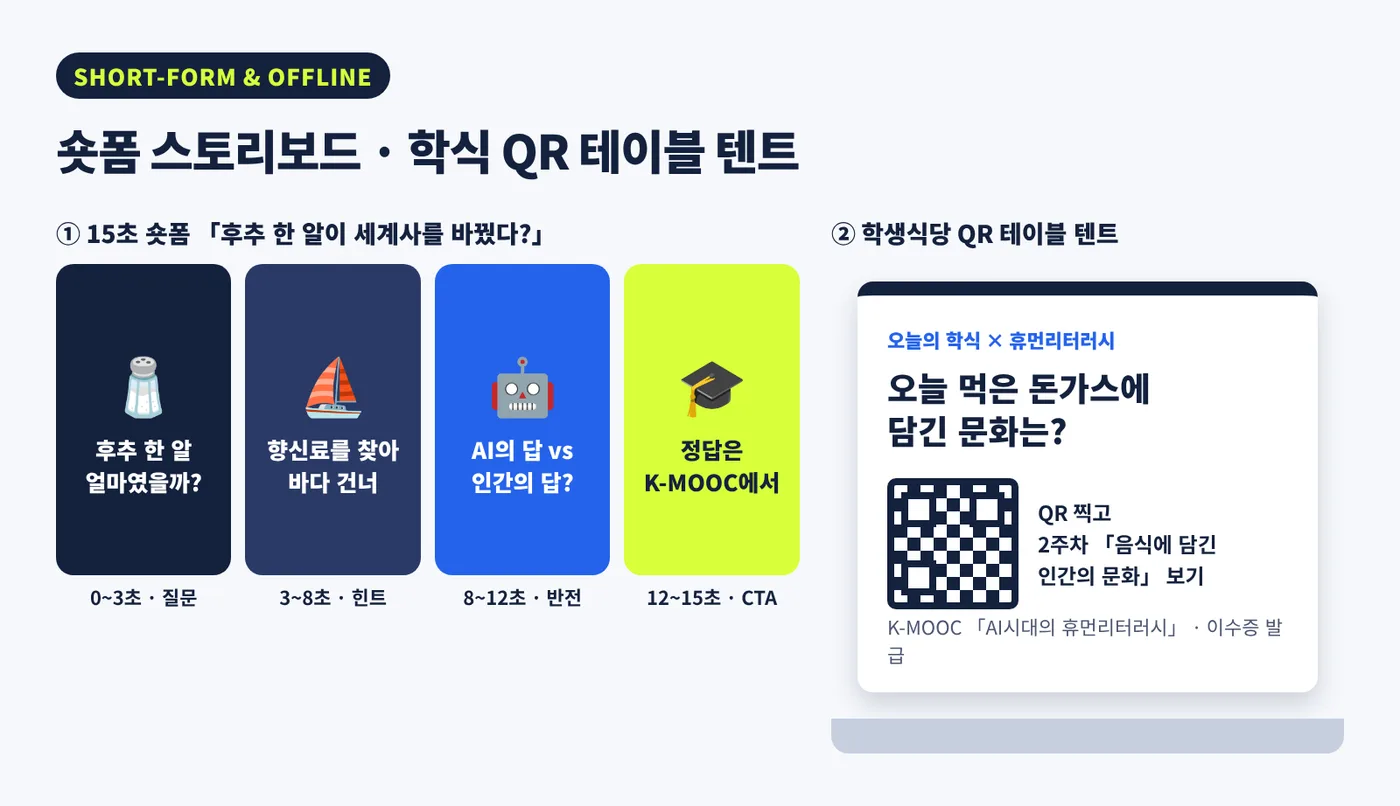 SHORT-FORM & OFFLINE
숏폼 스토리보드 · 학식 QR 테이블 텐트
① 15초 숏폼 「후추 한 알이 세계사를 바꿨다?」
후추 한 알
얼마였을까?
0~3초 · 질문
향신료를 찾아
바다 건너
3~8초 · 힌트
AI의 답 vs
인간의 답?
8~12초 · 반전
정답은
K-MOOC에서
12~15초 · CTA
② 학생식당 QR 테이블 텐트
오늘의 학식 × 휴먼리터러시
오늘 먹은 돈가스에
담긴 문화는?
QR 찍고
2주차 「음식에 담긴
인간의 문화」 보기
K-MOOC 「AI시대의 휴먼리터러시」 · 이수증 발
급